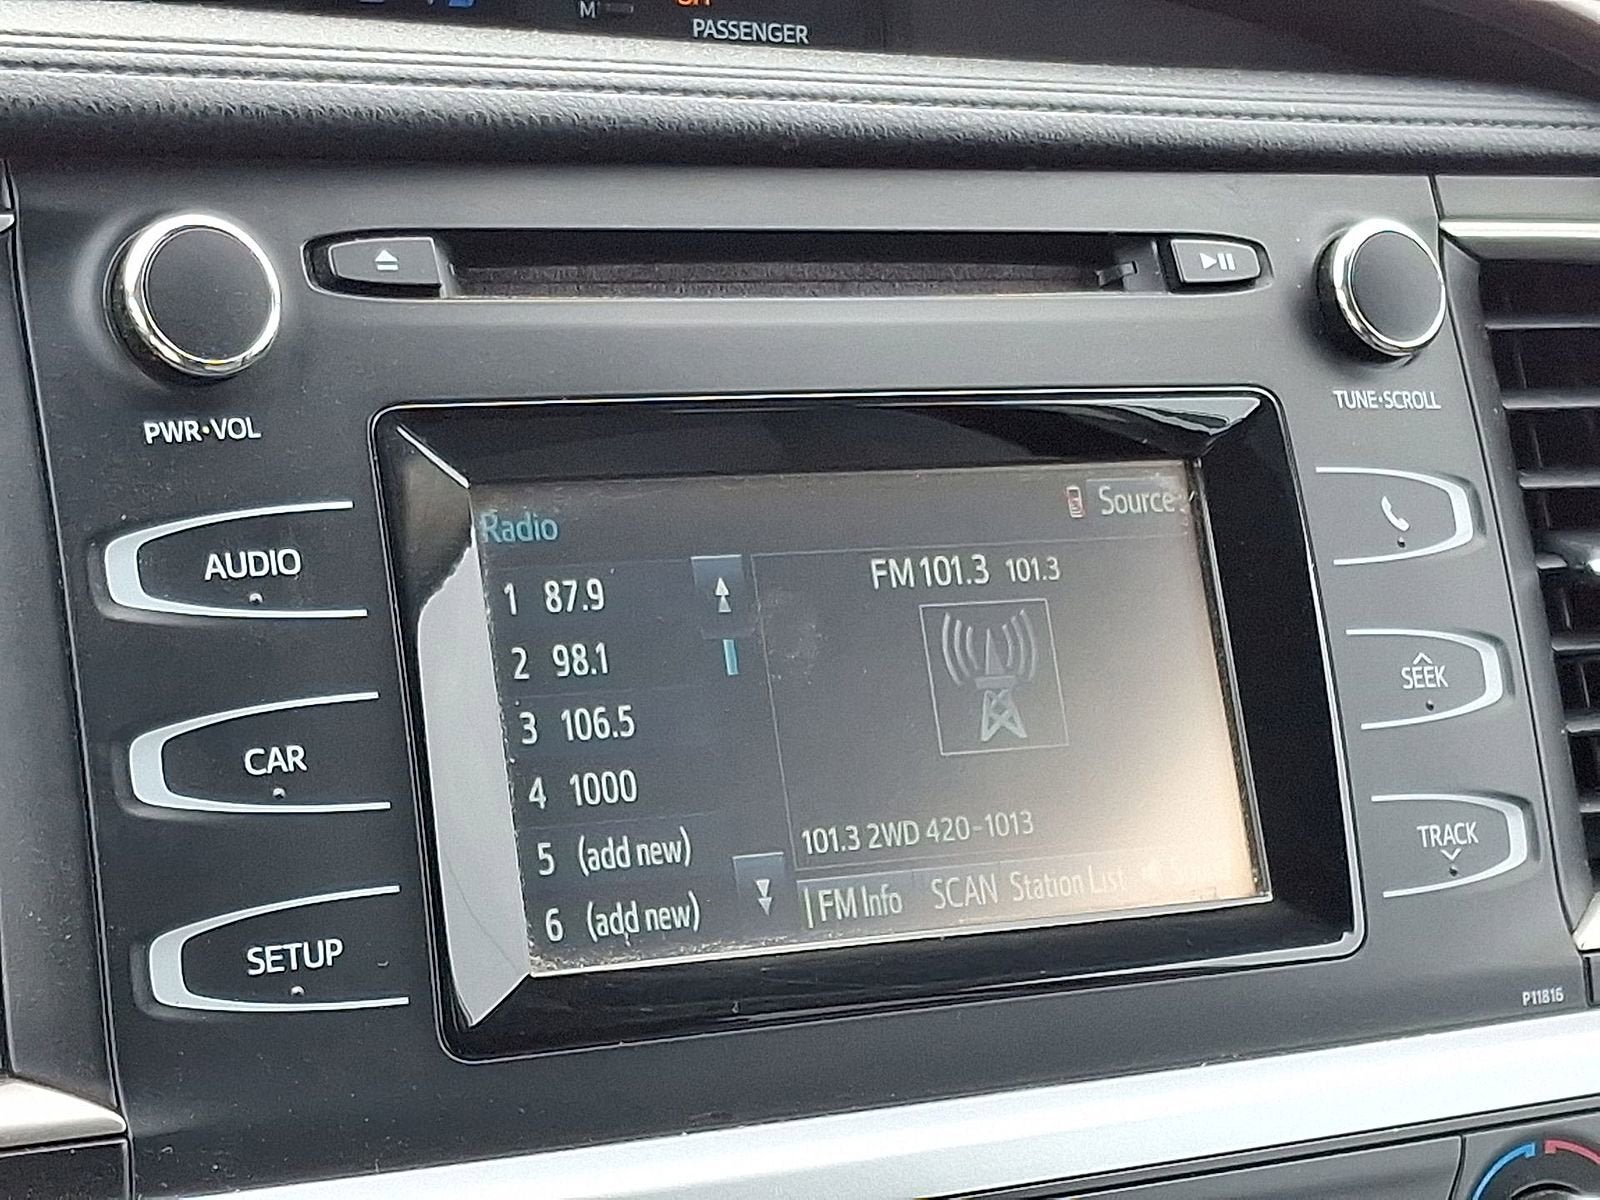 PASSENGER
PWR•VOL
TUNE•SCROLL
AUDIO
CAR
SETUP
Radio
Source
1 87.9
2 98.1
3 106.5
4 1000
5 (add new)
6 (add new)
FM 101.3 101.3
101.3 2WD 420-1013
FM Info SCAN Station List
SEEK
TRACK
P11816